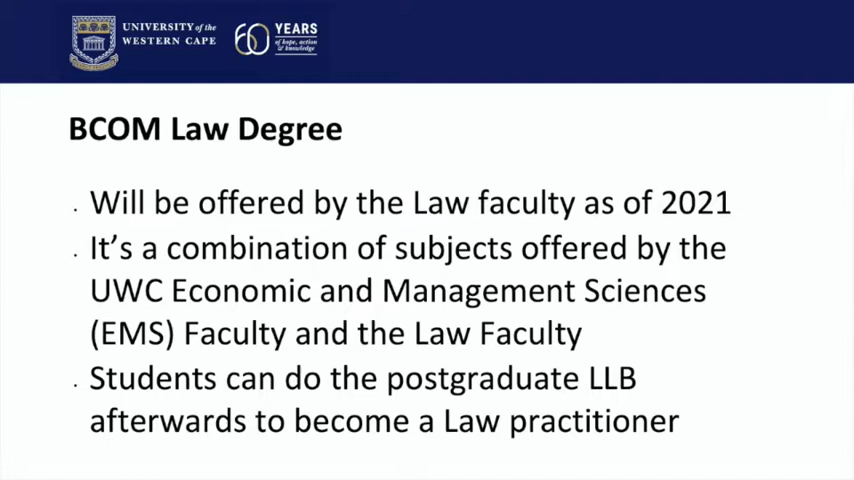 UNIVERSITY of the
WESTERN CAPE
60 YEARS
of hope, action
& knowledge
BCOM Law Degree
. Will be offered by the Law faculty as of 2021
. It's a combination of subjects offered by the
UWC Economic and Management Sciences
(EMS) Faculty and the Law Faculty
. Students can do the postgraduate LLB
afterwards to become a Law practitioner